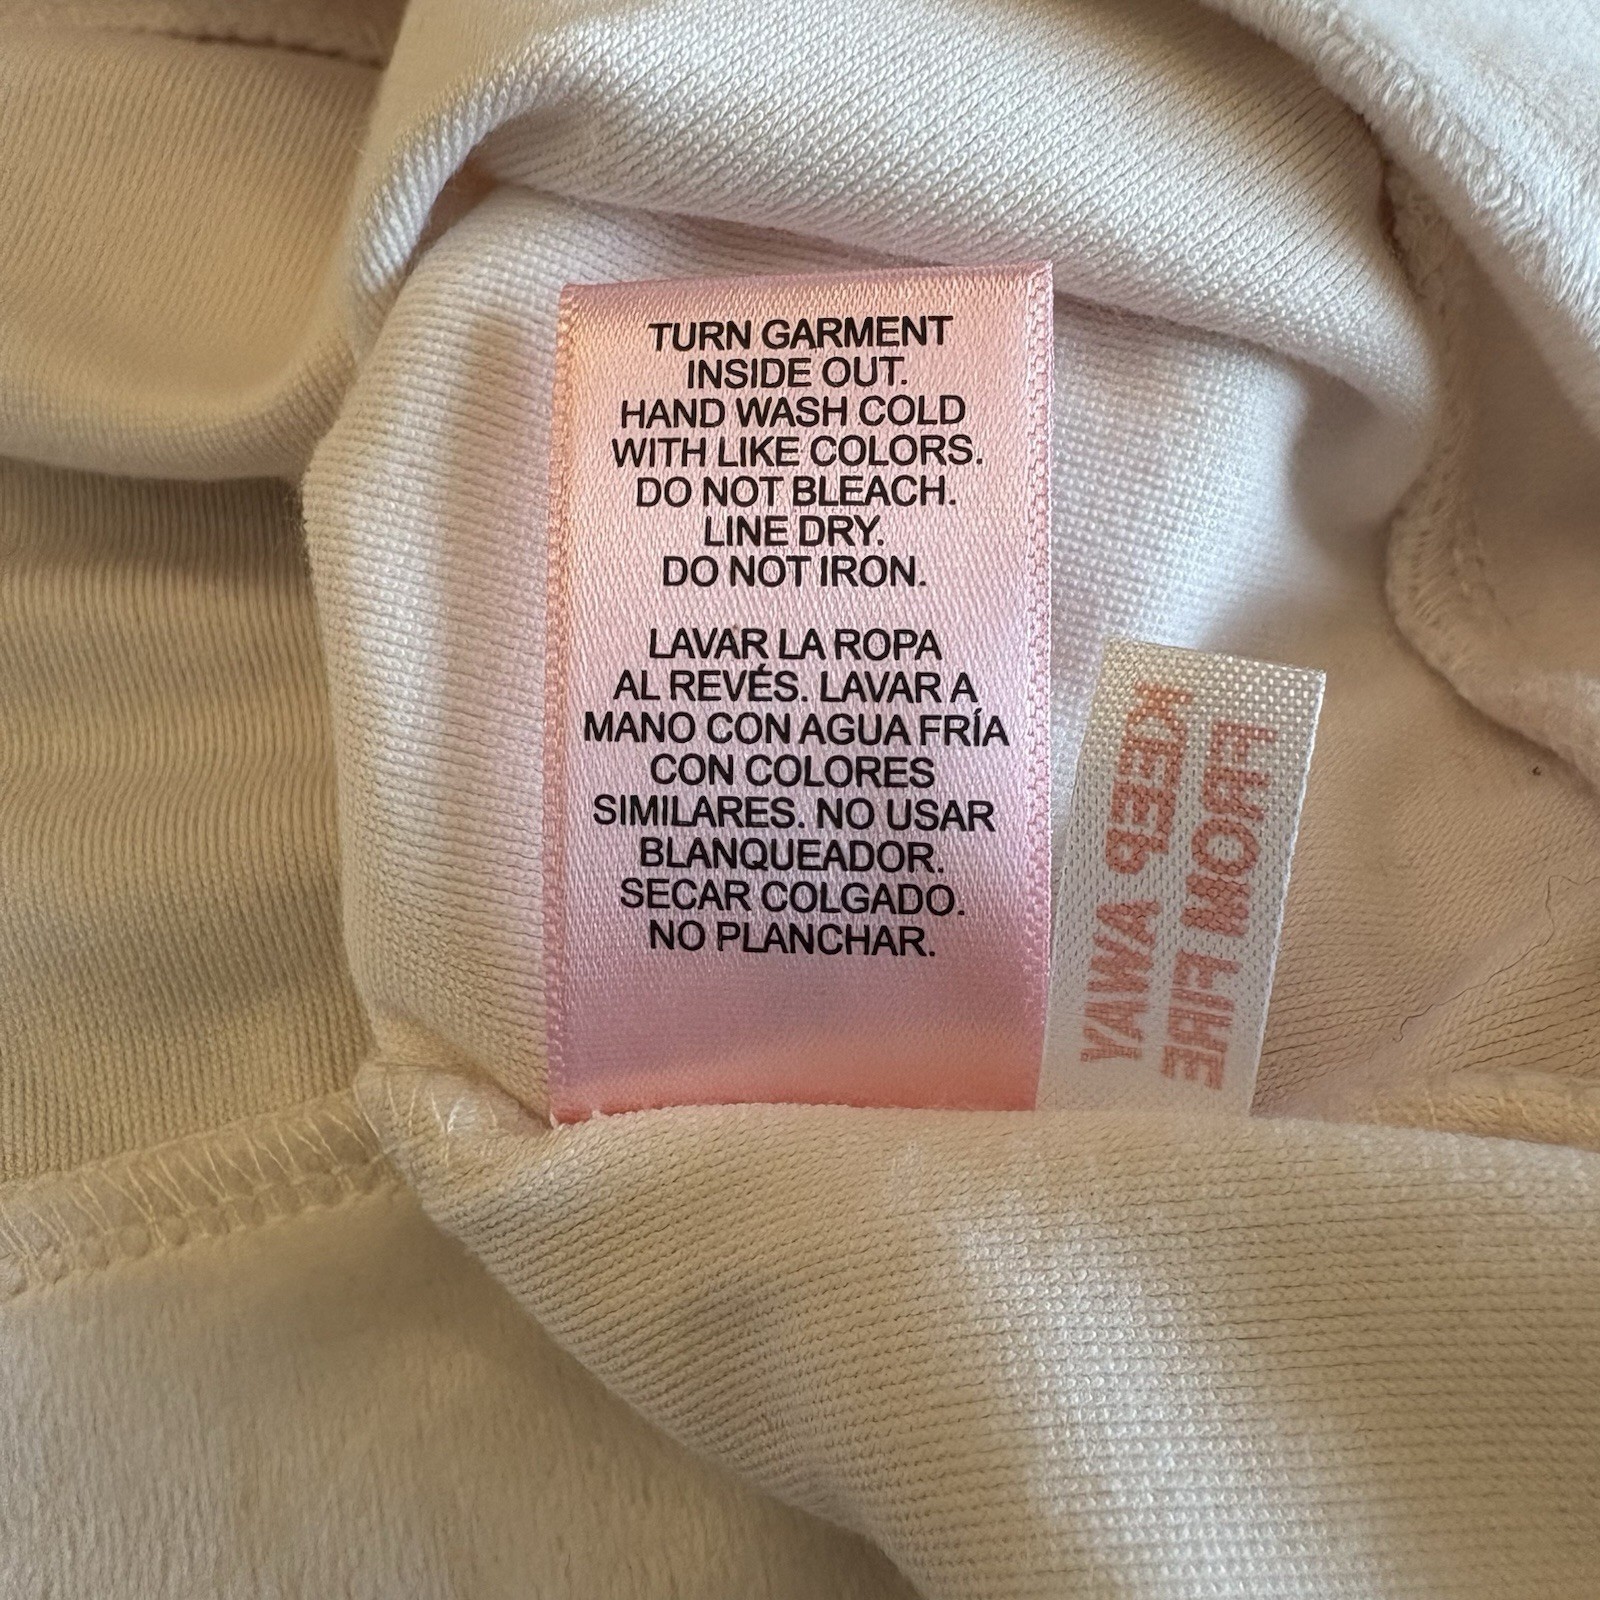 TURN GARMENT
INSIDE OUT.
HAND WASH COLD
WITH LIKE COLORS.
DO NOT BLEACH.
LINE DRY.
DO NOT IRON.
LAVAR LA ROPA
AL REVÉS. LAVAR A
MANO CON AGUA FRÍA
CON COLORES
SIMILARES. NO USAR
BLANQUEADOR.
SECAR COLGADO.
NO PLANCHAR.
KEEP AWAY
FROM FIRE